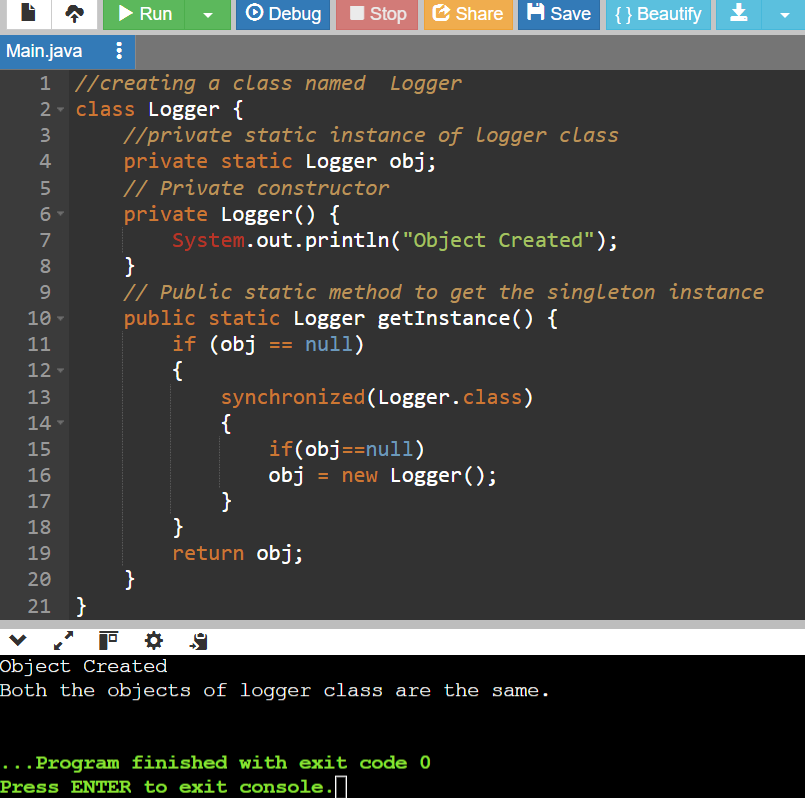 Run Debug Stop Share Save { } Beautify
Main.java
1 //creating a class named  Logger
2 class Logger {
3     //private static instance of logger class
4     private static Logger obj;
5     // Private constructor
6     private Logger() {
7         System.out.println("Object Created");
8     }
9     // Public static method to get the singleton instance
10     public static Logger getInstance() {
11         if (obj == null)
12         {
13             synchronized(Logger.class)
14             {
15                 if(obj==null)
16                 obj = new Logger();
17             }
18         }
19         return obj;
20     }
21 }
Object Created
Both the objects of logger class are the same.
...Program finished with exit code 0
Press ENTER to exit console.